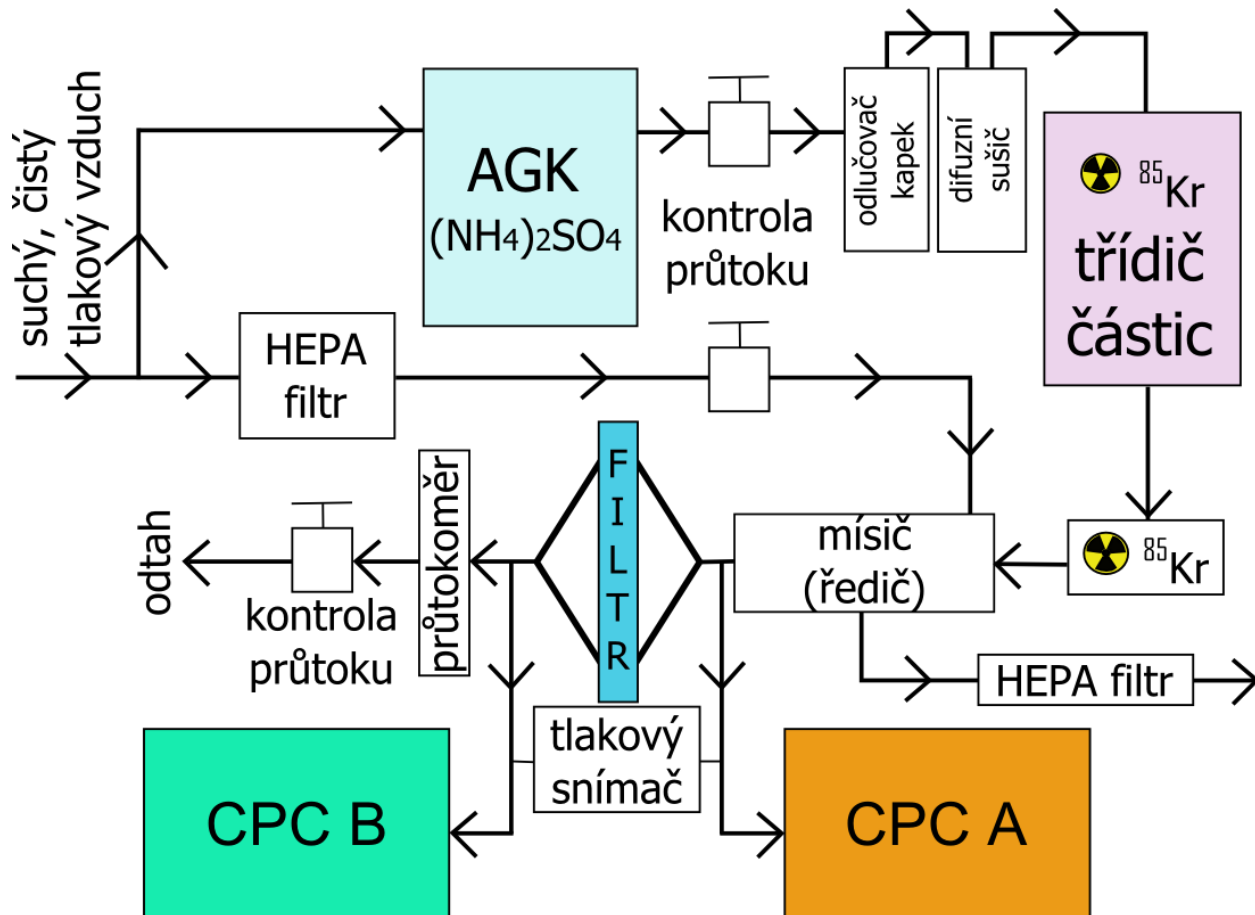 suchý, čistý
tlakový vzduch
AGK
(NH₄)₂SO₄
kontrola
průtoku
odlučovač
kapek
difuzní
sušič
⁸⁵Kr
třídič
částic
HEPA
filtr
FILTR
průtokoměr
odtah
kontrola
průtoku
mísič
(ředič)
⁸⁵Kr
HEPA filtr
tlakový
snímač
CPC B
CPC A